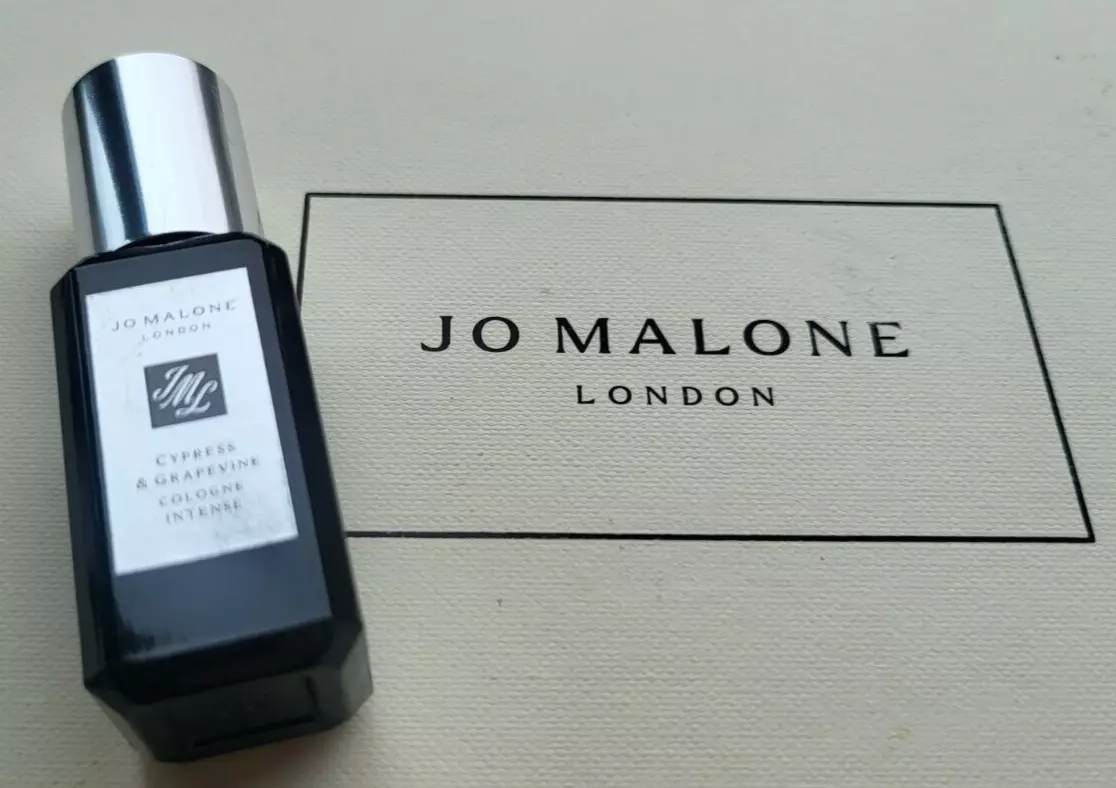 JO MALONE
LONDON
JML
CYPRESS
& GRAPEVINE
COLOGNE
INTENSE
JO MALONE
LONDON